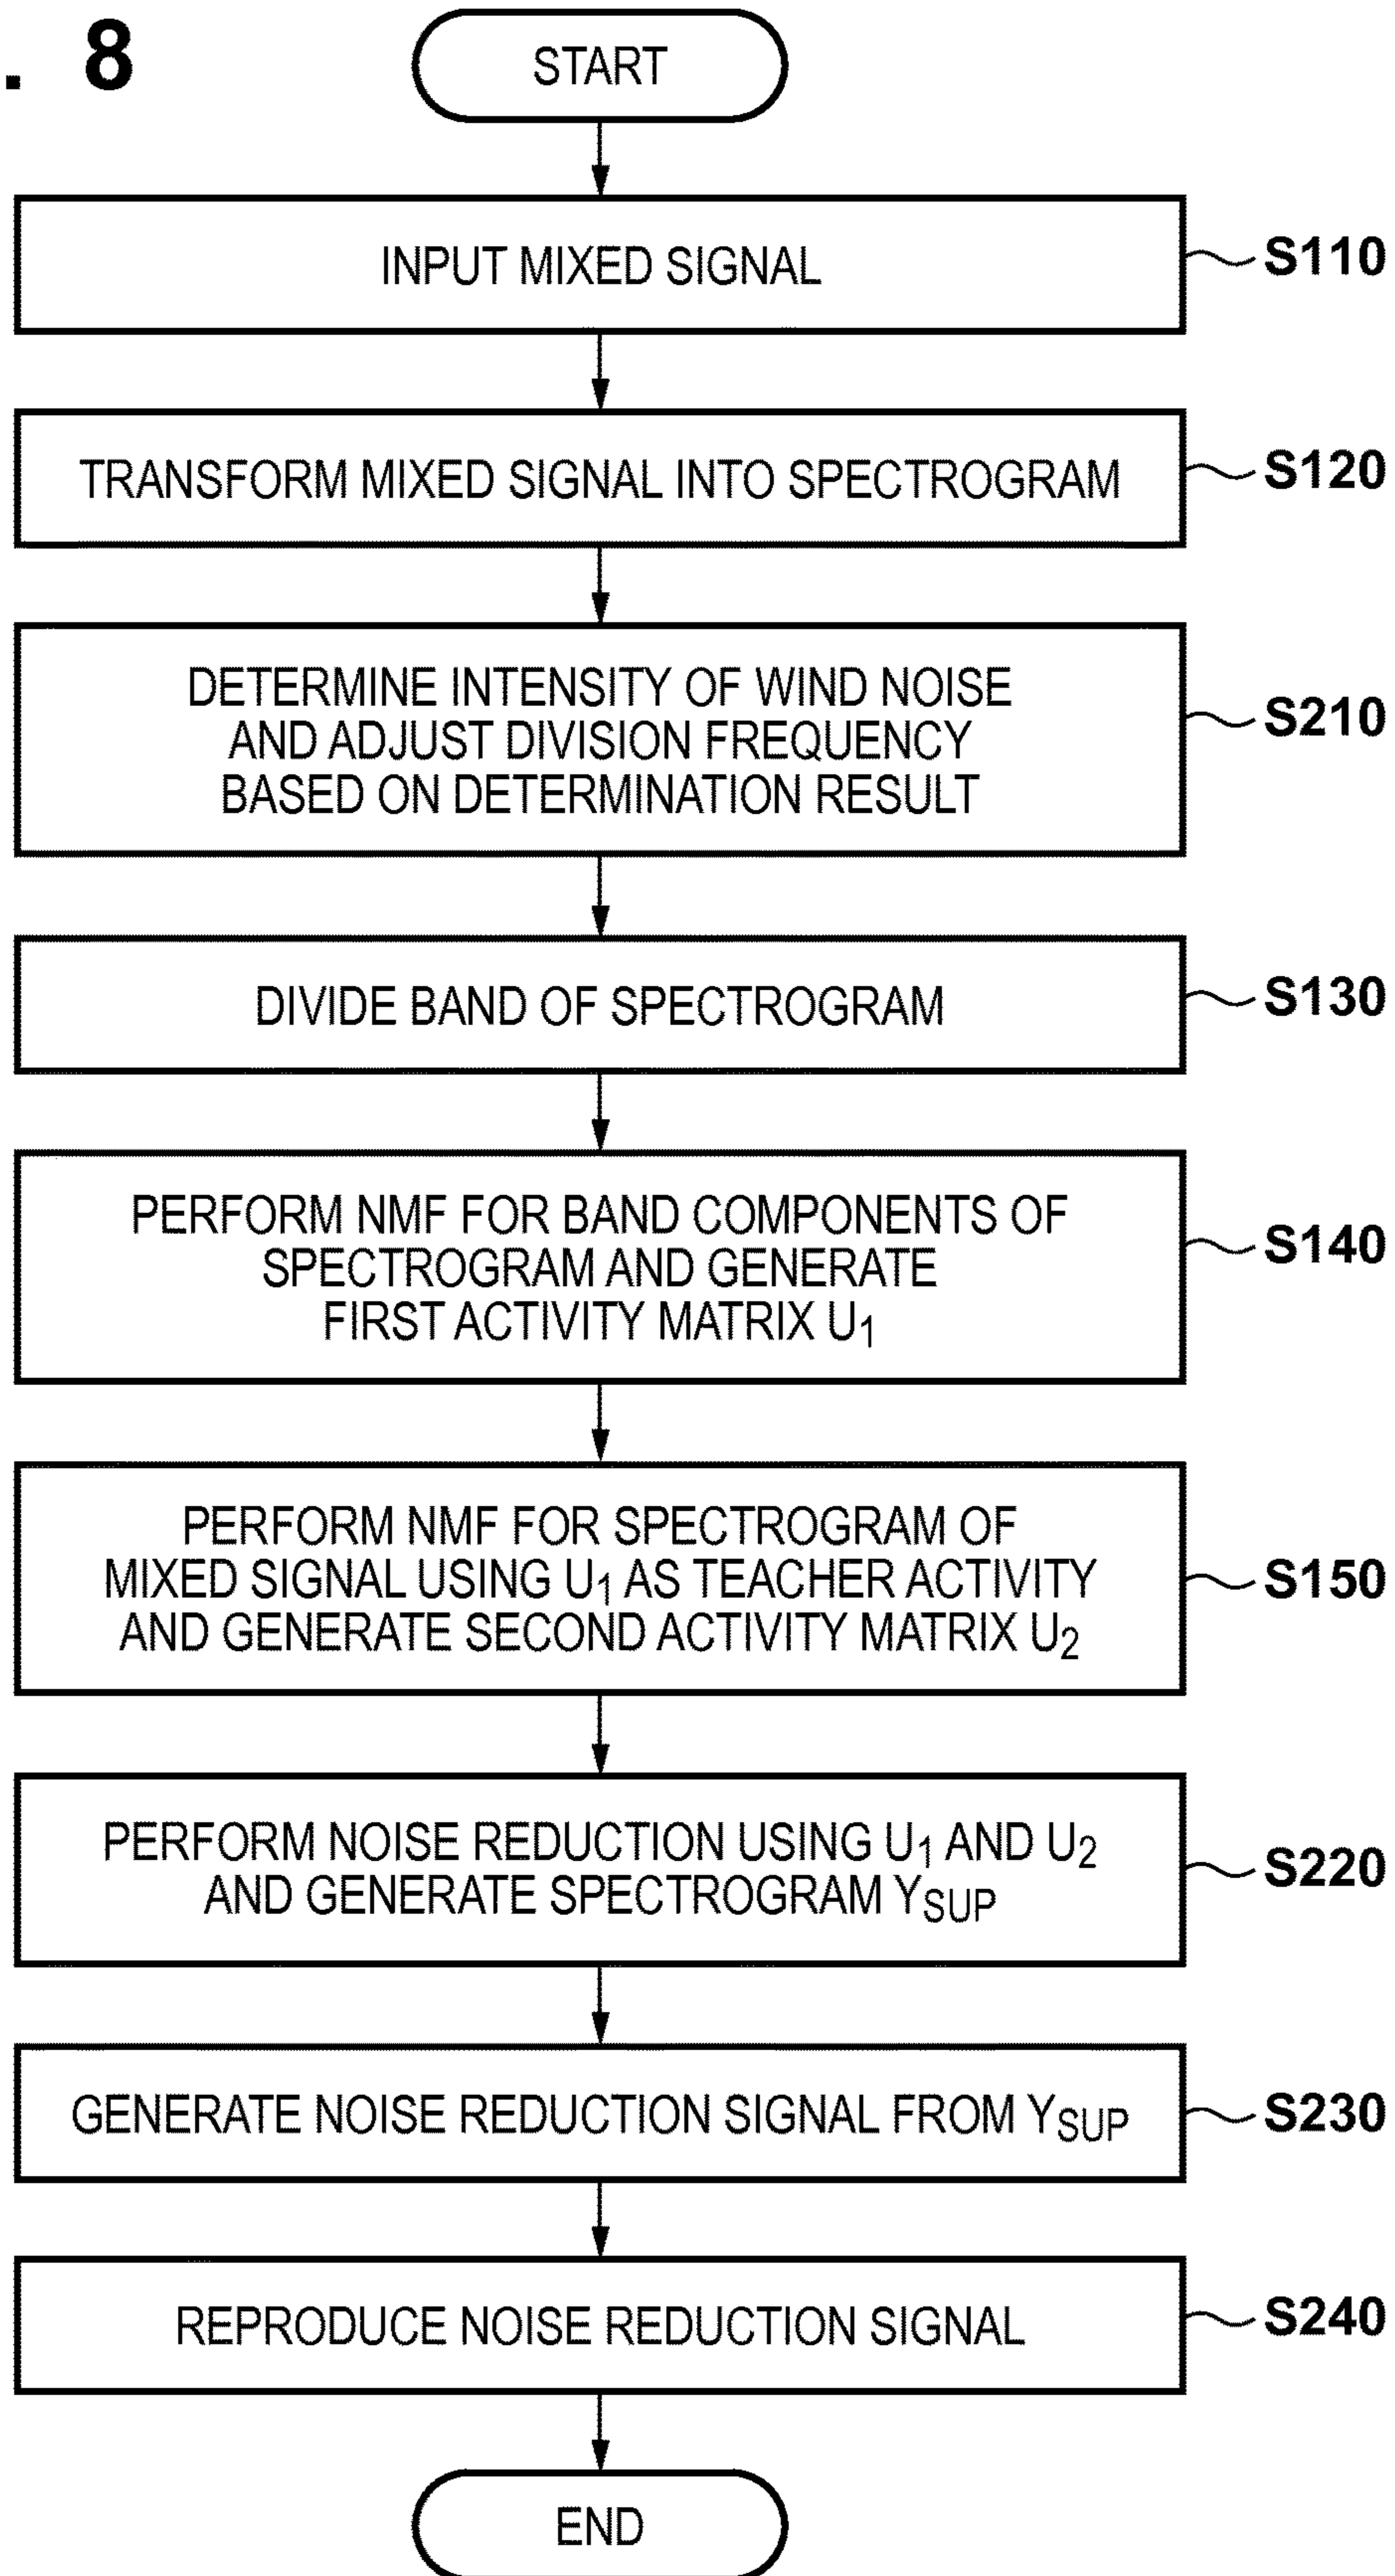 . 8
START
INPUT MIXED SIGNAL
S110
TRANSFORM MIXED SIGNAL INTO SPECTROGRAM
S120
DETERMINE INTENSITY OF WIND NOISE
AND ADJUST DIVISION FREQUENCY
BASED ON DETERMINATION RESULT
S210
DIVIDE BAND OF SPECTROGRAM
S130
PERFORM NMF FOR BAND COMPONENTS OF
SPECTROGRAM AND GENERATE
FIRST ACTIVITY MATRIX U₁
S140
PERFORM NMF FOR SPECTROGRAM OF
MIXED SIGNAL USING U₁ AS TEACHER ACTIVITY
AND GENERATE SECOND ACTIVITY MATRIX U₂
S150
PERFORM NOISE REDUCTION USING U₁ AND U₂
AND GENERATE SPECTROGRAM Y_SUP
S220
GENERATE NOISE REDUCTION SIGNAL FROM Y_SUP
S230
REPRODUCE NOISE REDUCTION SIGNAL
S240
END